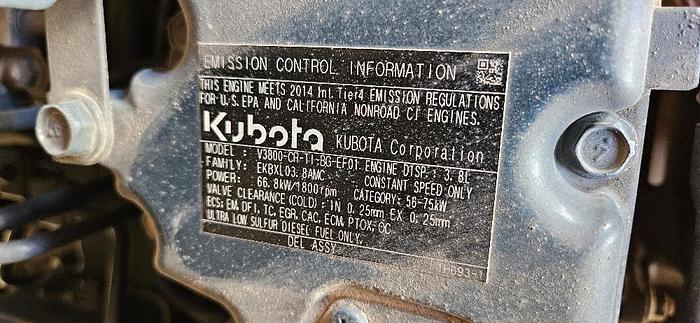 EMISSION CONTROL INFORMATION
THIS ENGINE MEETS 2014 Int. Tier4 EMISSION REGULATIONS
FOR U.S. EPA AND CALIFORNIA NONROAD CI ENGINES.
Kubota KUBOTA Corporation
MODEL : V3800-CR-TI-BG-EF01 ENGINE DISP.: 3.8L
FAMILY: EKBXL03.8AMC CONSTANT SPEED ONLY
POWER: 66.8kW/1800rpm CATEGORY: 56-75kW
VALVE CLEARANCE (COLD) : IN 0.25mm EX 0.25mm
ECS: EM, DFI, TC, EGR, CAC, ECM, PTOX, OC
ULTRA LOW SULFUR DIESEL FUEL ONLY.
DEL ASSY